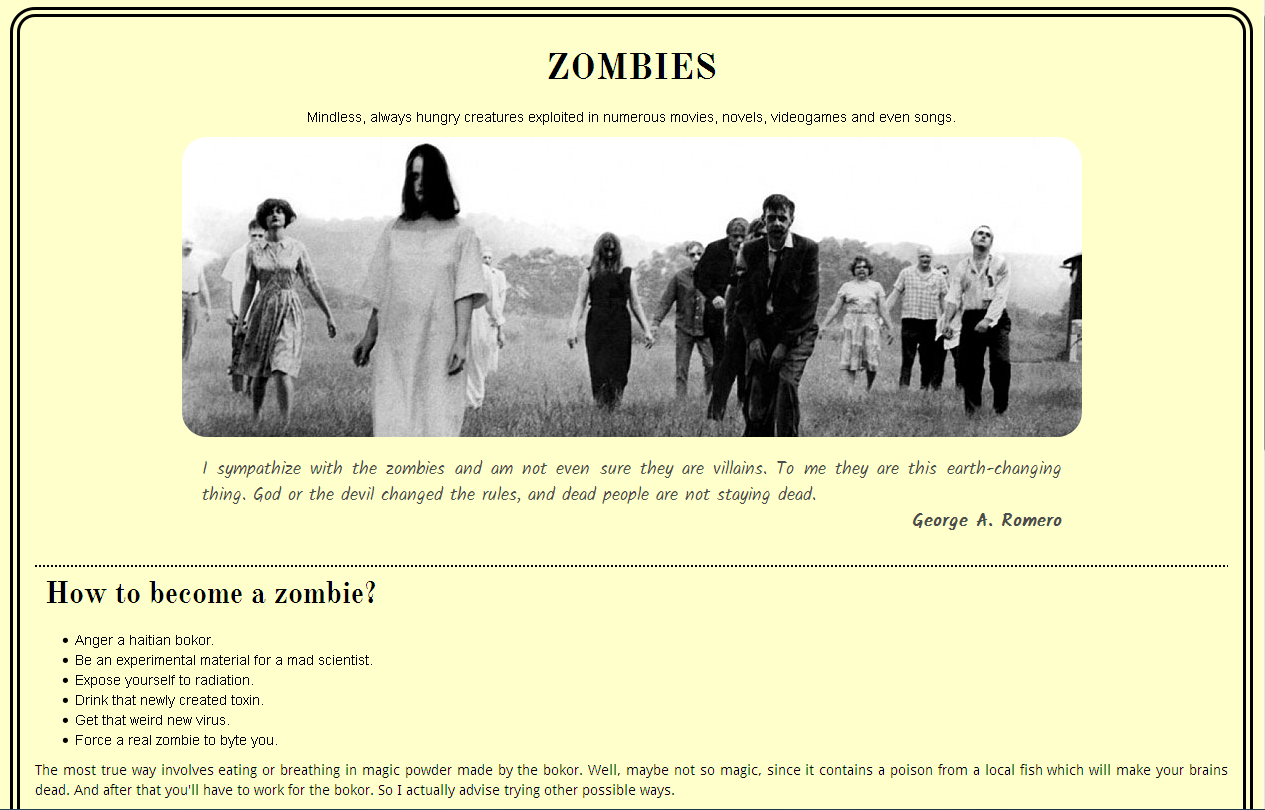 ZOMBIES
Mindless, always hungry creatures exploited in numerous movies, novels, videogames and even songs.
I sympathize with the zombies and am not even sure they are villains. To me they are this earth-changing
thing. God or the devil changed the rules, and dead people are not staying dead.
George A. Romero
How to become a zombie?
• Anger a haitian bokor.
• Be an experimental material for a mad scientist.
• Expose yourself to radiation.
• Drink that newly created toxin.
• Get that weird new virus.
• Force a real zombie to byte you.
The most true way involves eating or breathing in magic powder made by the bokor. Well, maybe not so magic, since it contains a poison from a local fish which will make your brains
dead. And after that you'll have to work for the bokor. So I actually advise trying other possible ways.